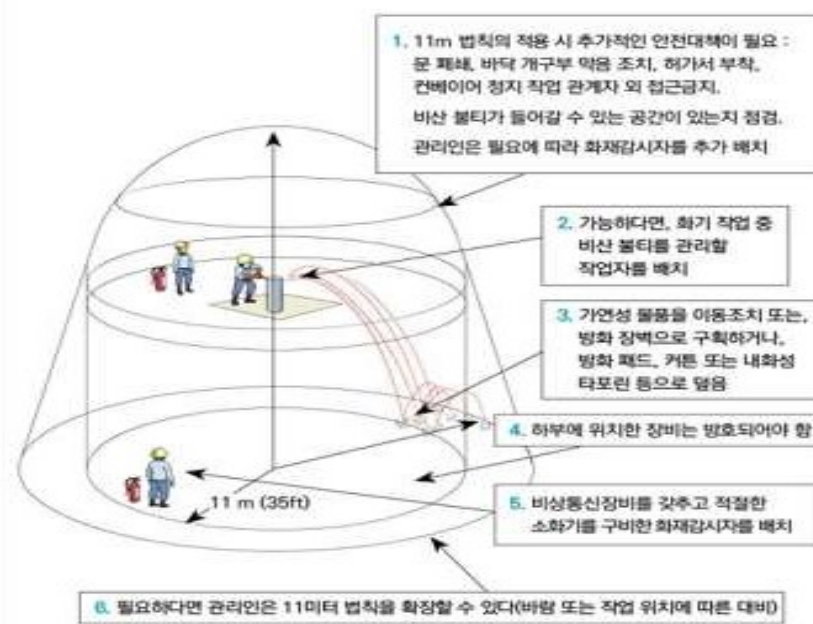 1. 11m 법칙의 적용 시 추가적인 안전대책이 필요 :
문 폐쇄, 바닥 개구부 막음 조치, 허가서 부착,
컨베이어 정지 작업 관계자 외 접근금지.
비산 불티가 들어갈 수 있는 공간이 있는지 점검.
관리인은 필요에 따라 화재감시자를 추가 배치
2. 가능하다면, 화기 작업 중
비산 불티를 관리할
작업자를 배치
3. 가연성 물품을 이동조치 또는,
방화 장벽으로 구획하거나,
방화 패드, 커튼 또는 내화성
타포린 등으로 덮음
4. 하부에 위치한 장비는 방호되어야 함
5. 비상통신장비를 갖추고 적절한
소화기를 구비한 화재감시자를 배치
11 m (35ft)
6. 필요하다면 관리인은 11미터 법칙을 확장할 수 있다(바람 또는 작업 위치에 따른 대비)